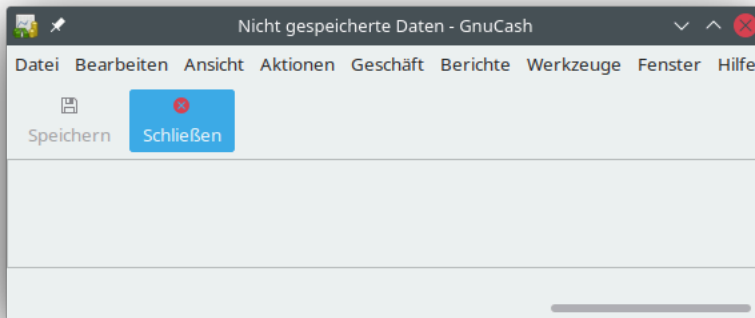 Nicht gespeicherte Daten - GnuCash
Datei Bearbeiten Ansicht Aktionen Geschäft Berichte Werkzeuge Fenster Hilfe
Speichern Schließen